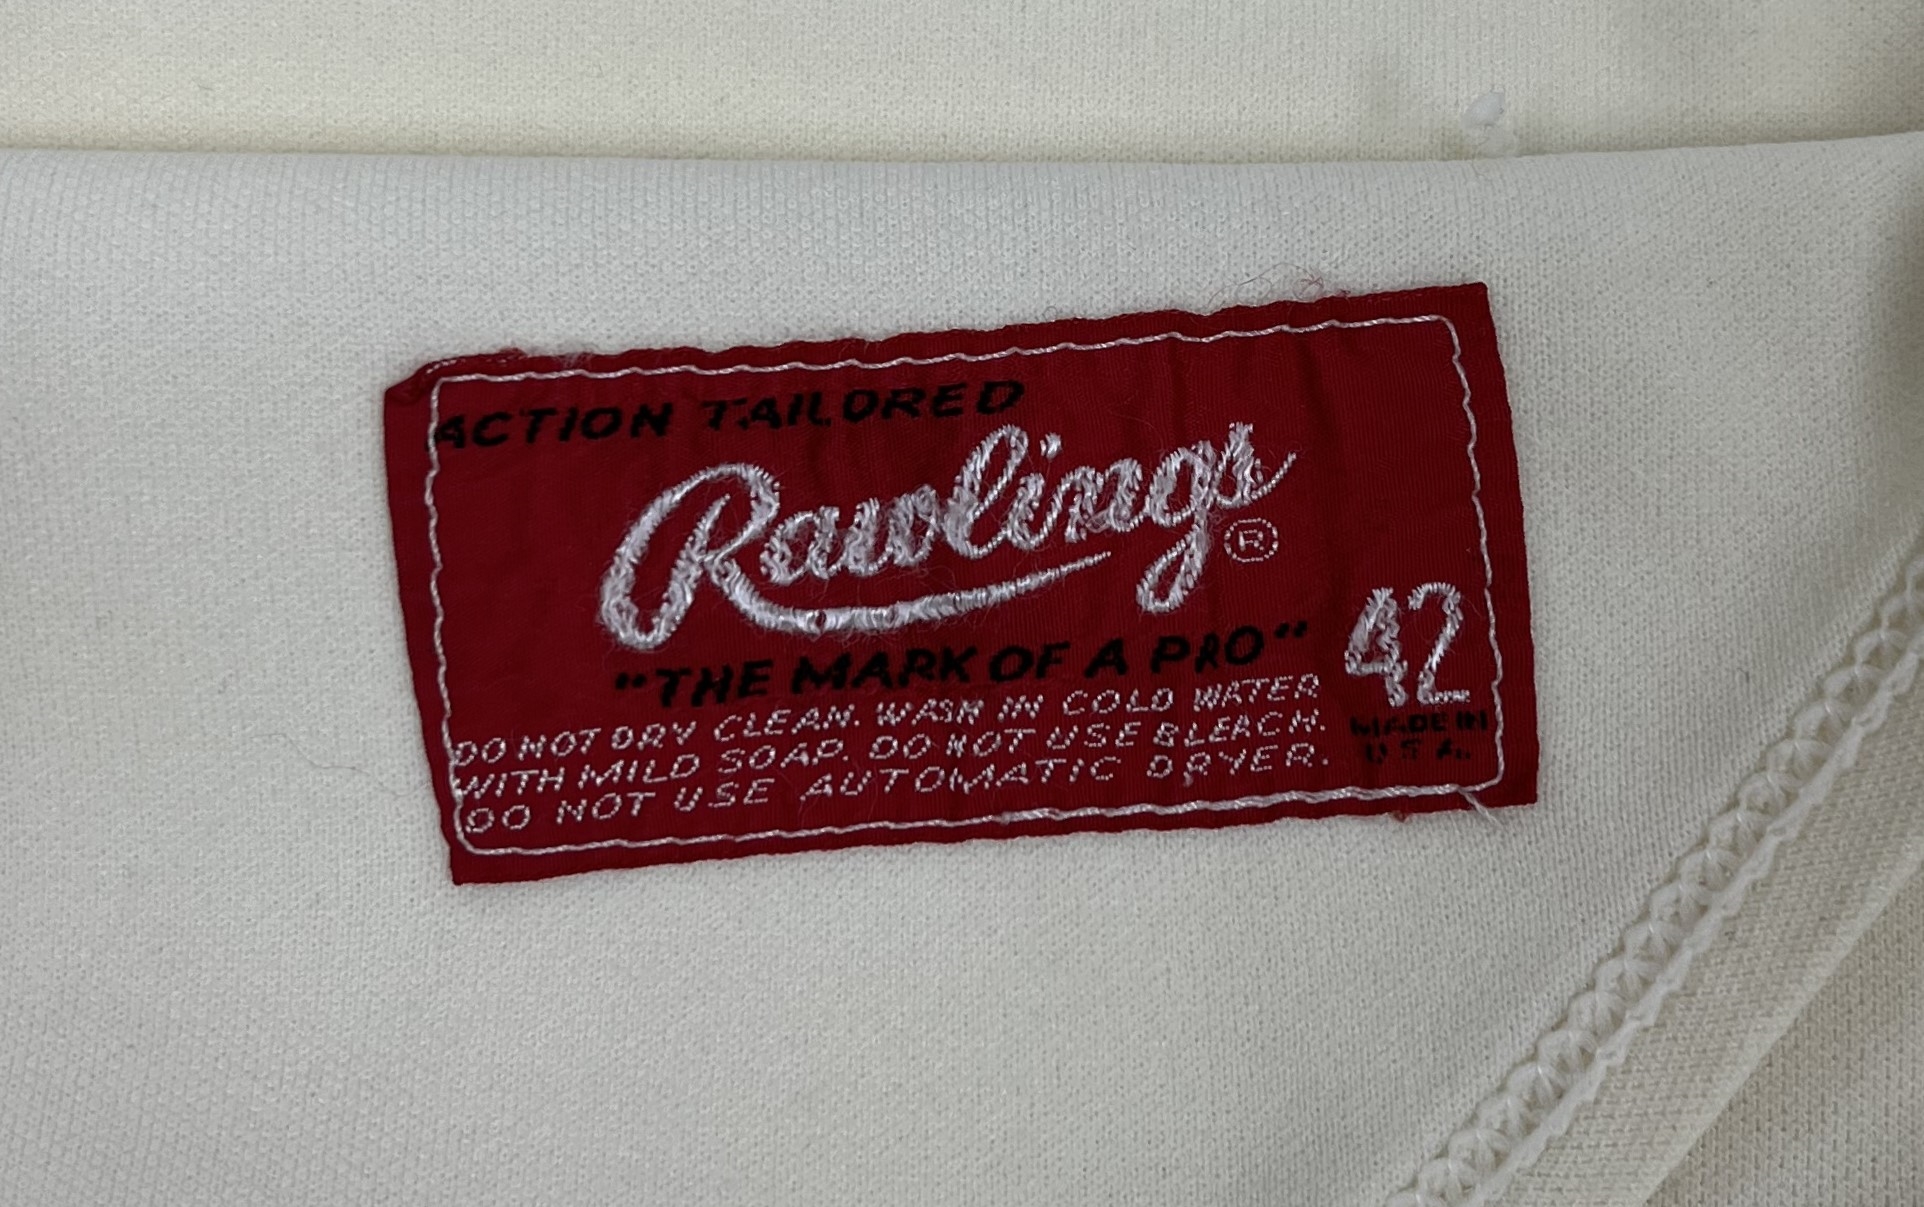 ACTION TAILORED
Rawlings ®
"THE MARK OF A PRO"
42
MADE IN
U.S.A.
DO NOT DRY CLEAN. WASH IN COLD WATER
WITH MILD SOAP. DO NOT USE BLEACH.
DO NOT USE AUTOMATIC DRYER.